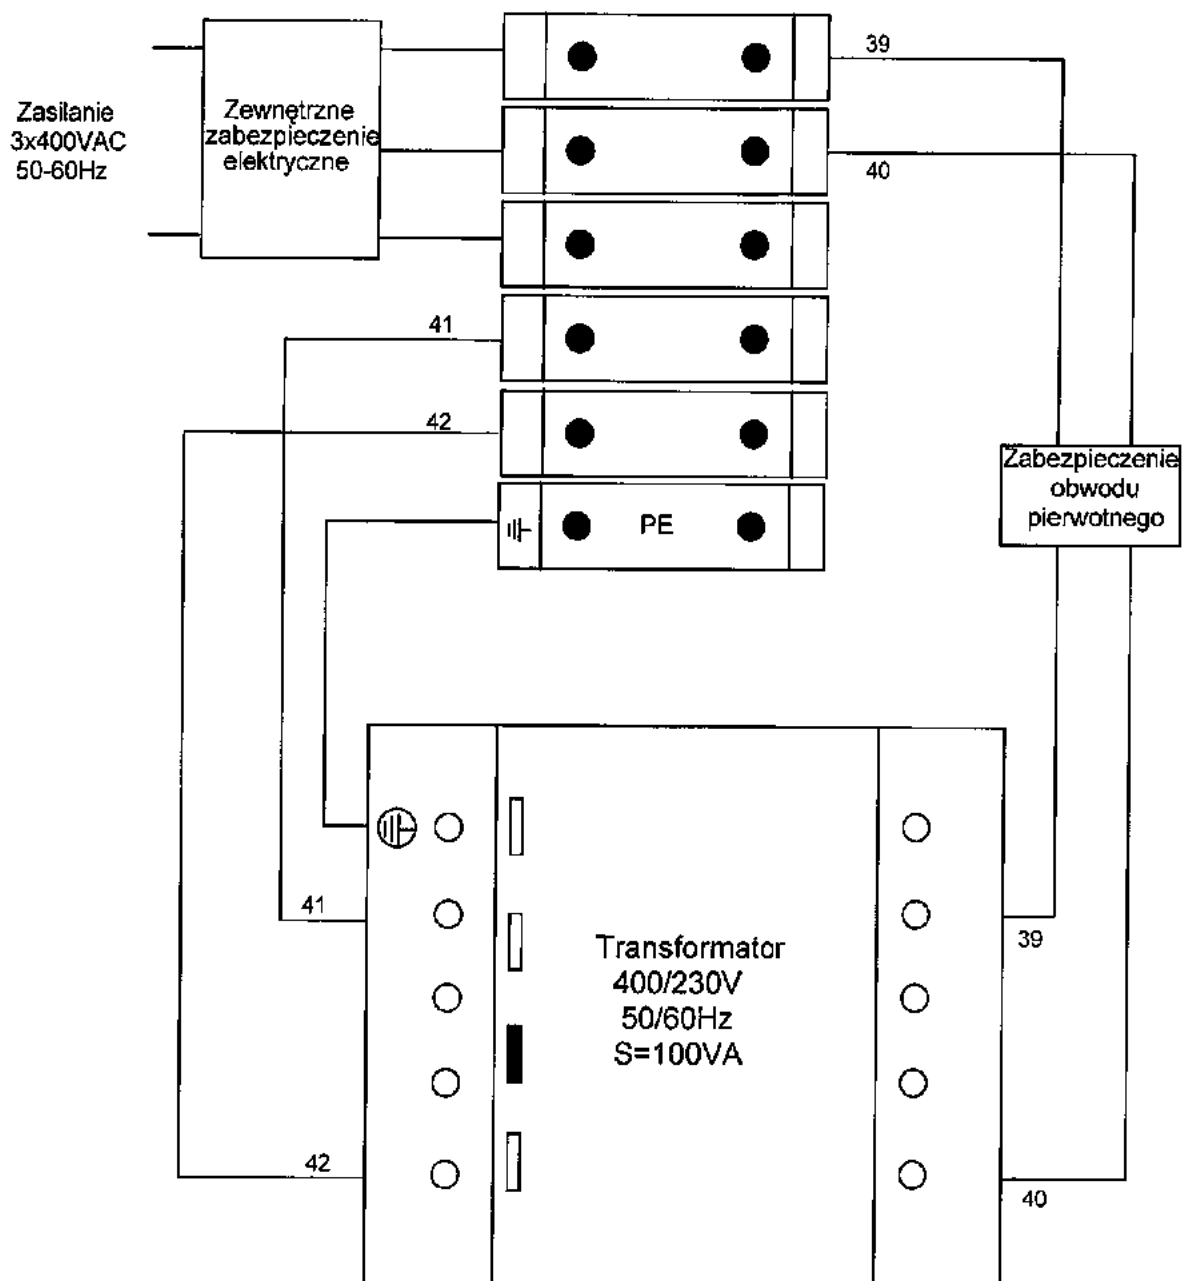 39
Zasilanie
3x400VAC
50-60Hz
Zewnętrzne
zabezpieczenie
elektryczne
40
41
42
PE
Zabezpieczenie
obwodu
pierwotnego
41
39
Transformator
400/230V
50/60Hz
S=100VA
42
40